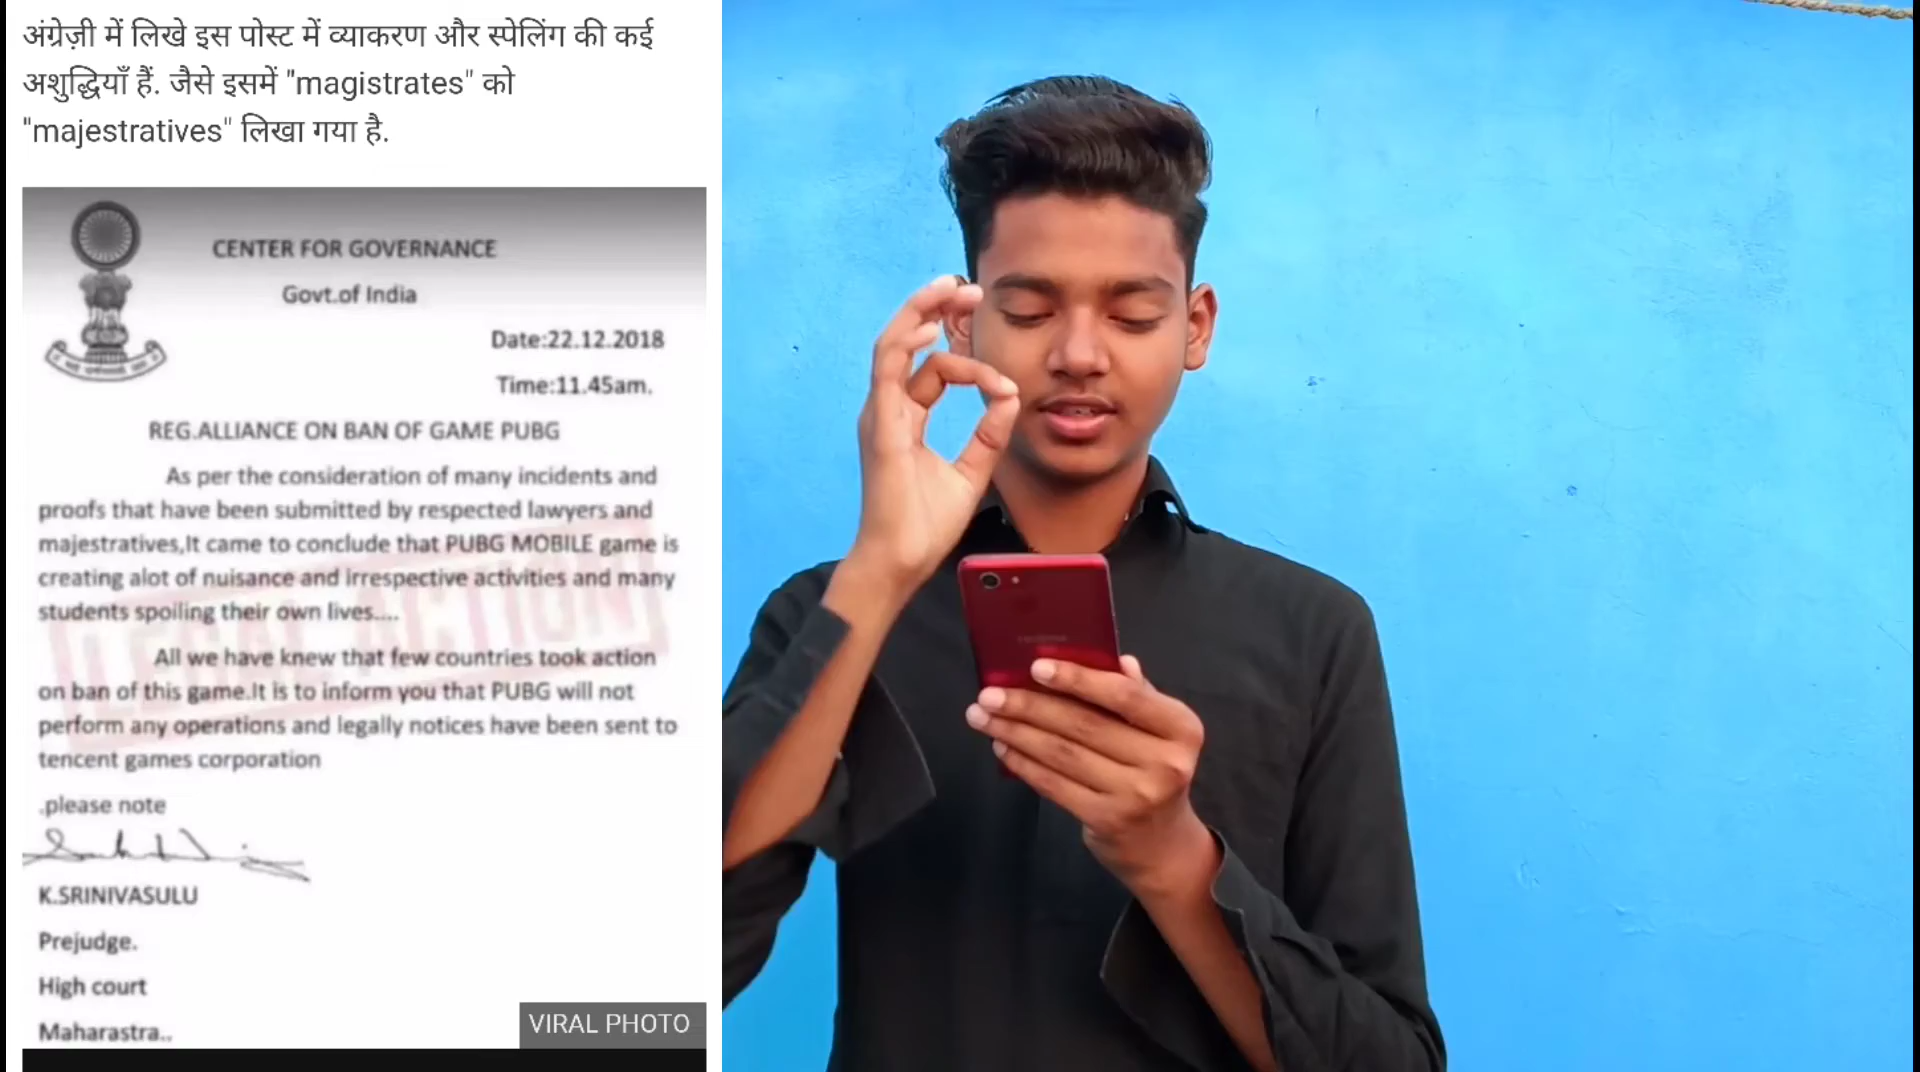 अंग्रेज़ी में लिखे इस पोस्ट में व्याकरण और स्पेलिंग की कई
अशुद्धियाँ हैं. जैसे इसमें "magistrates" को
"majestratives" लिखा गया है.
CENTER FOR GOVERNANCE
Govt.of India
Date:22.12.2018
Time:11.45am.
REG.ALLIANCE ON BAN OF GAME PUBG
As per the consideration of many incidents and
proofs that have been submitted by respected lawyers and
majestratives,It came to conclude that PUBG MOBILE game is
creating alot of nuisance and irrespective activities and many
students spoiling their own lives....
All we have knew that few countries took action
on ban of this game.It is to inform you that PUBG will not
perform any operations and legally notices have been sent to
tencent games corporation
.please note
K.SRINIVASULU
Prejudge.
High court
Maharastra..
LEGAL ACTION
VIRAL PHOTO